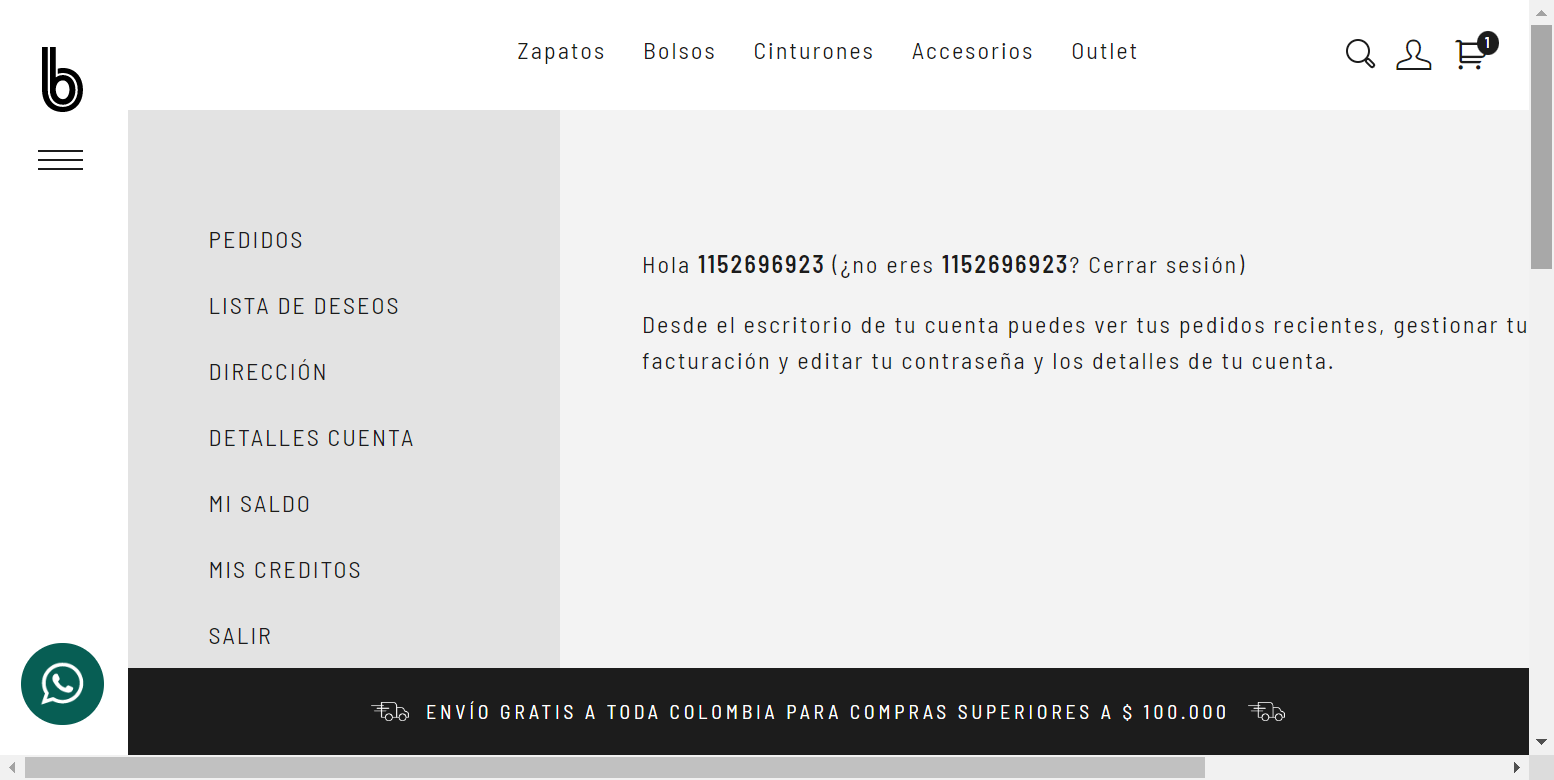 b
Zapatos Bolsos Cinturones Accesorios Outlet
1
PEDIDOS
LISTA DE DESEOS
DIRECCIÓN
DETALLES CUENTA
MI SALDO
MIS CREDITOS
SALIR
Hola 1152696923 (¿no eres 1152696923? Cerrar sesión)
Desde el escritorio de tu cuenta puedes ver tus pedidos recientes, gestionar tu
facturación y editar tu contraseña y los detalles de tu cuenta.
ENVÍO GRATIS A TODA COLOMBIA PARA COMPRAS SUPERIORES A $ 100.000